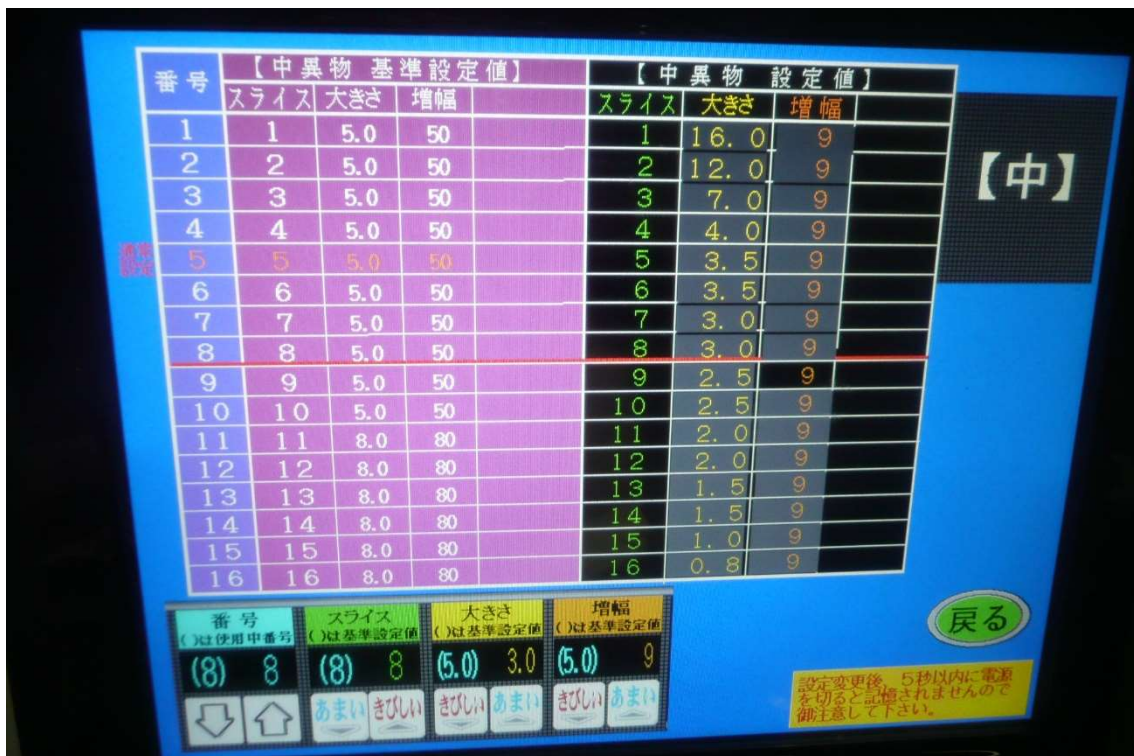 番号 【中異物 基準設定値】 【中異物 設定値】
スライス 大きさ 増幅 スライス 大きさ 増幅
【中】
1 1 5.0 50 1 16.0 9
2 2 5.0 50 2 12.0 9
3 3 5.0 50 3 7.0 9
4 4 5.0 50 4 4.0 9
5 5 5.0 50 5 3.5 9
6 6 5.0 50 6 3.5 9
7 7 5.0 50 7 3.0 9
8 8 5.0 50 8 3.0 9
9 9 5.0 50 9 2.5 9
10 10 5.0 50 10 2.5 9
11 11 8.0 80 11 2.0 9
12 12 8.0 80 12 2.0 9
13 13 8.0 80 13 1.5 9
14 14 8.0 80 14 1.5 9
15 15 8.0 80 15 1.0 9
16 16 8.0 80 16 0.8 9
番号 スライス 大きさ 増幅
( )は使用中番号 ( )は基準設定値 ( )は基準設定値 ( )は基準設定値
(8) 8 (8) 8 (5.0) 3.0 (5.0) 9
あまい きびしい きびしい あまい きびしい あまい
戻る
設定変更後、5秒以内に電源
を切ると記憶されませんので
御注意して下さい。